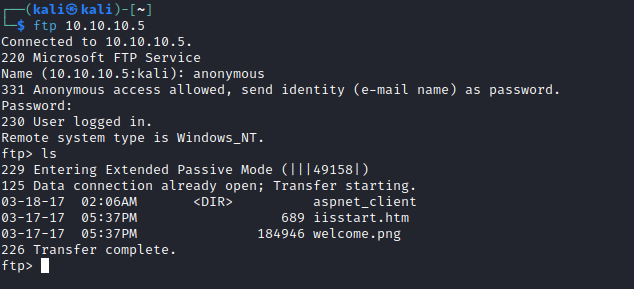 ┌──(kali㉿kali)-[~]
└─$ ftp 10.10.10.5
Connected to 10.10.10.5.
220 Microsoft FTP Service
Name (10.10.10.5:kali): anonymous
331 Anonymous access allowed, send identity (e-mail name) as password.
Password:
230 User logged in.
Remote system type is Windows_NT.
ftp> ls
229 Entering Extended Passive Mode (|||49158|)
125 Data connection already open; Transfer starting.
03-18-17  02:06AM       <DIR>          aspnet_client
03-17-17  05:37PM                  689 iisstart.htm
03-17-17  05:37PM               184946 welcome.png
226 Transfer complete.
ftp>